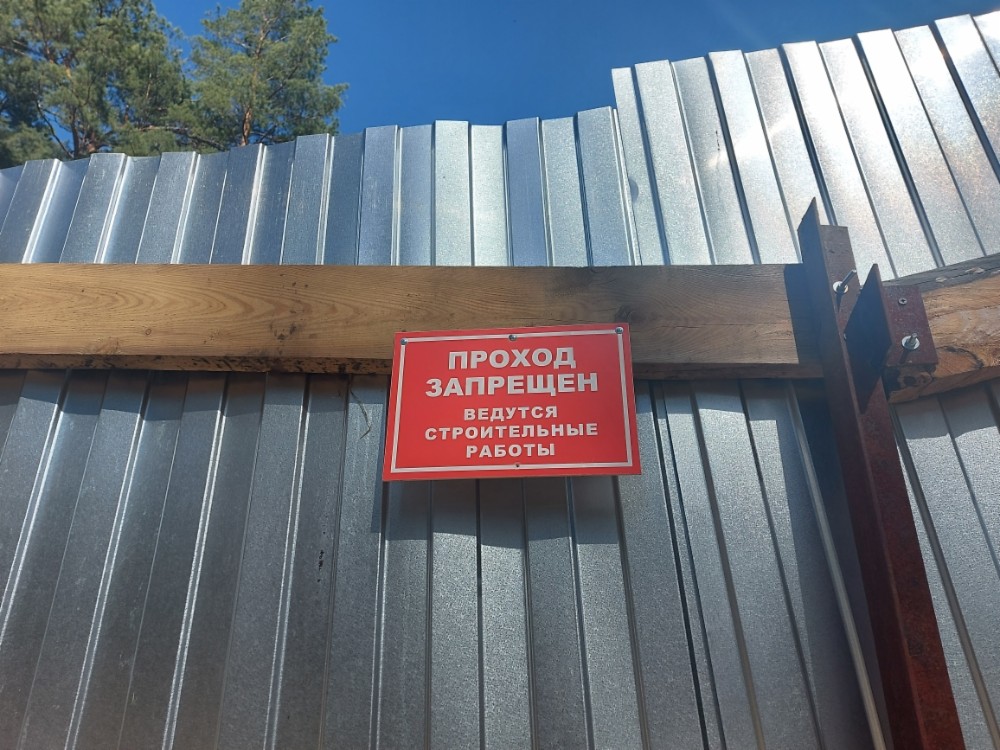 ПРОХОД
ЗАПРЕЩЕН
ВЕДУТСЯ
СТРОИТЕЛЬНЫЕ
РАБОТЫ